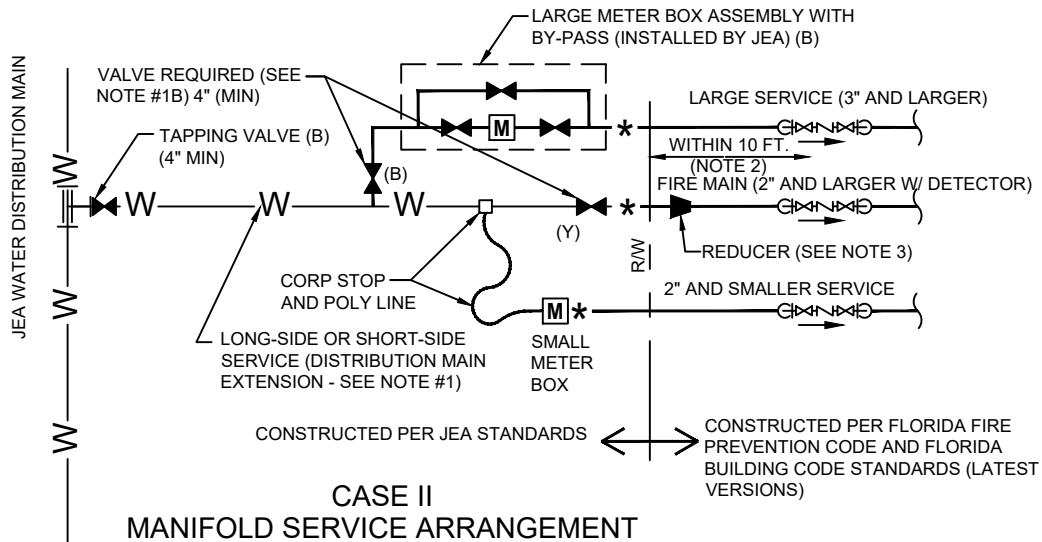 LARGE METER BOX ASSEMBLY WITH
BY-PASS (INSTALLED BY JEA) (B)
VALVE REQUIRED (SEE
NOTE #1B) 4" (MIN)
TAPPING VALVE (B)
(4" MIN)
JEA WATER DISTRIBUTION MAIN
W
W
W
W
W
W
(B)
M
*
LARGE SERVICE (3" AND LARGER)
WITHIN 10 FT.
(NOTE 2)
FIRE MAIN (2" AND LARGER W/ DETECTOR)
*
(Y)
R/W
REDUCER (SEE NOTE 3)
CORP STOP
AND POLY LINE
2" AND SMALLER SERVICE
M
*
SMALL
METER
BOX
LONG-SIDE OR SHORT-SIDE
SERVICE (DISTRIBUTION MAIN
EXTENSION - SEE NOTE #1)
CONSTRUCTED PER JEA STANDARDS
CONSTRUCTED PER FLORIDA FIRE
PREVENTION CODE AND FLORIDA
BUILDING CODE STANDARDS (LATEST
VERSIONS)
CASE II
MANIFOLD SERVICE ARRANGEMENT